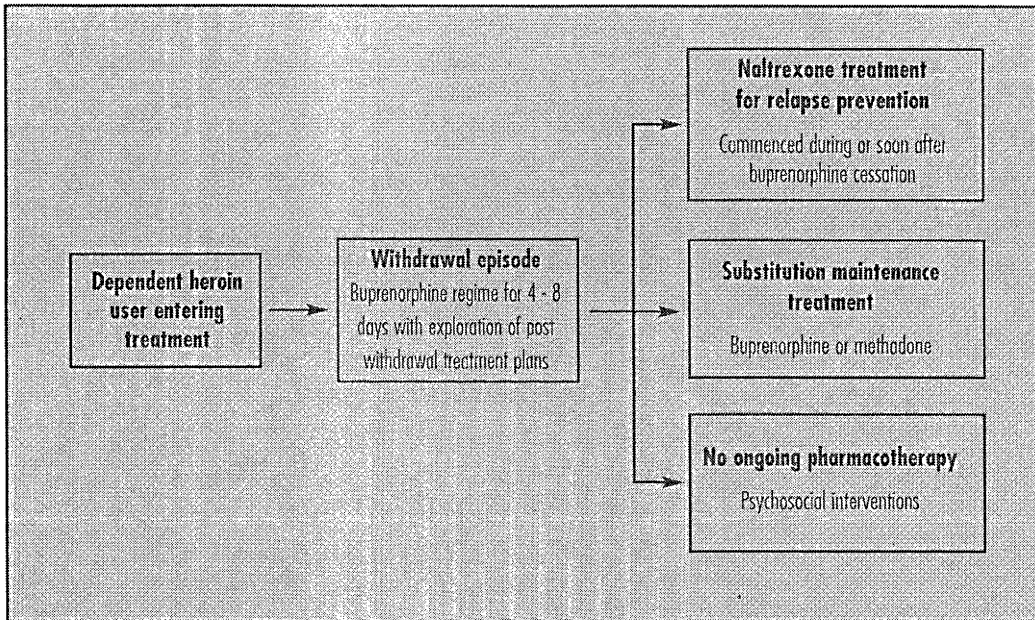 Dependent heroin
user entering
treatment
Withdrawal episode
Buprenorphine regime for 4 - 8
days with exploration of post
withdrawal treatment plans
Naltrexone treatment
for relapse prevention
Commenced during or soon after
buprenorphine cessation
Substitution maintenance
treatment
Buprenorphine or methadone
No ongoing pharmacotherapy
Psychosocial interventions